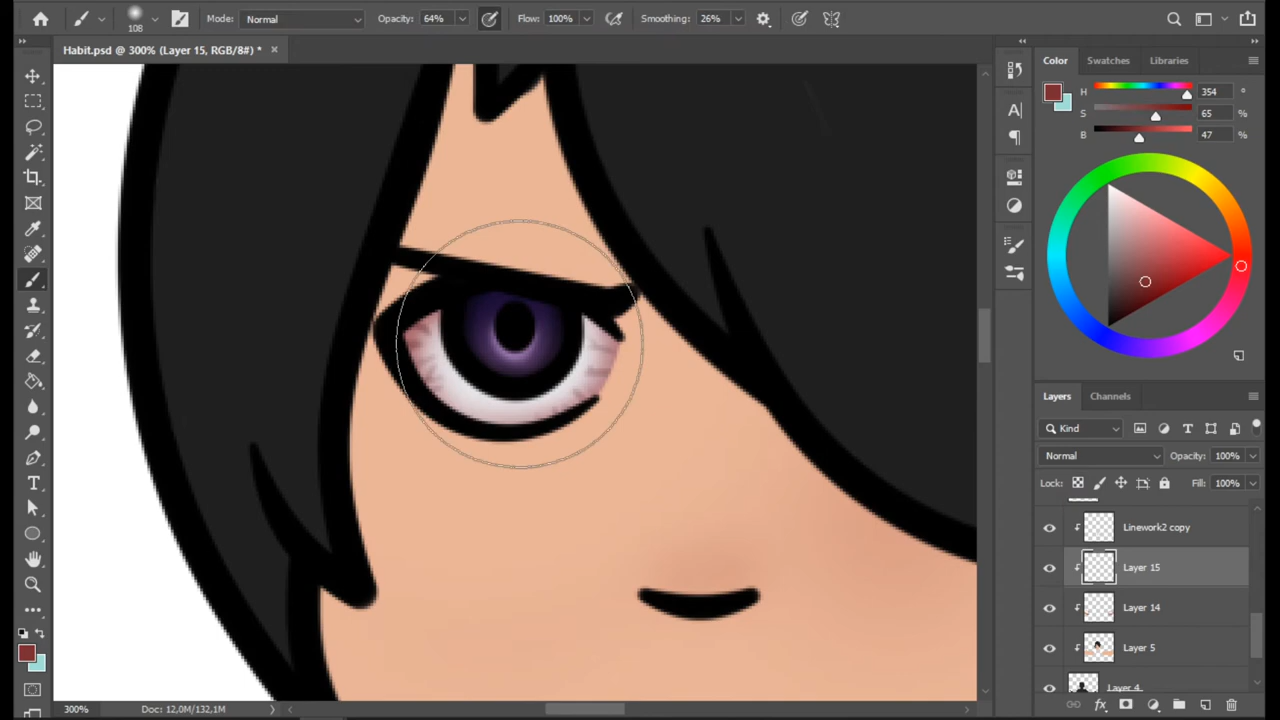 108 Mode: Normal Opacity: 64% Flow: 100% Smoothing: 26%
Habit.psd @ 300% (Layer 15, RGB/8#) * ×
Color Swatches Libraries
H 354 °
S 65 %
B 47 %
Layers Channels
Kind
Normal Opacity: 100%
Lock: Fill: 100%
Linework2 copy
Layer 15
Layer 14
Layer 5
Layer 4
300% Doc: 12,0M/132,1M